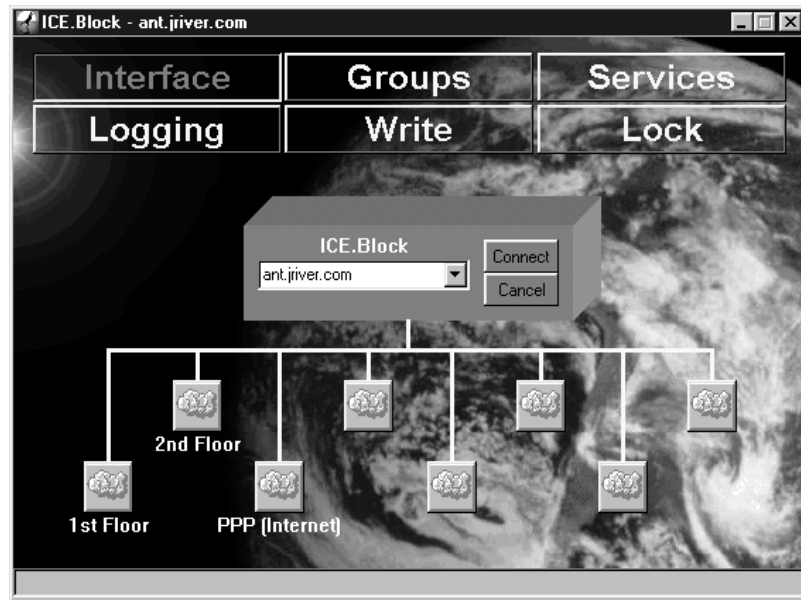 ICE.Block - ant.jriver.com
Interface Groups Services
Logging Write Lock
ICE.Block
ant.jriver.com
Connect
Cancel
2nd Floor
1st Floor PPP (Internet)